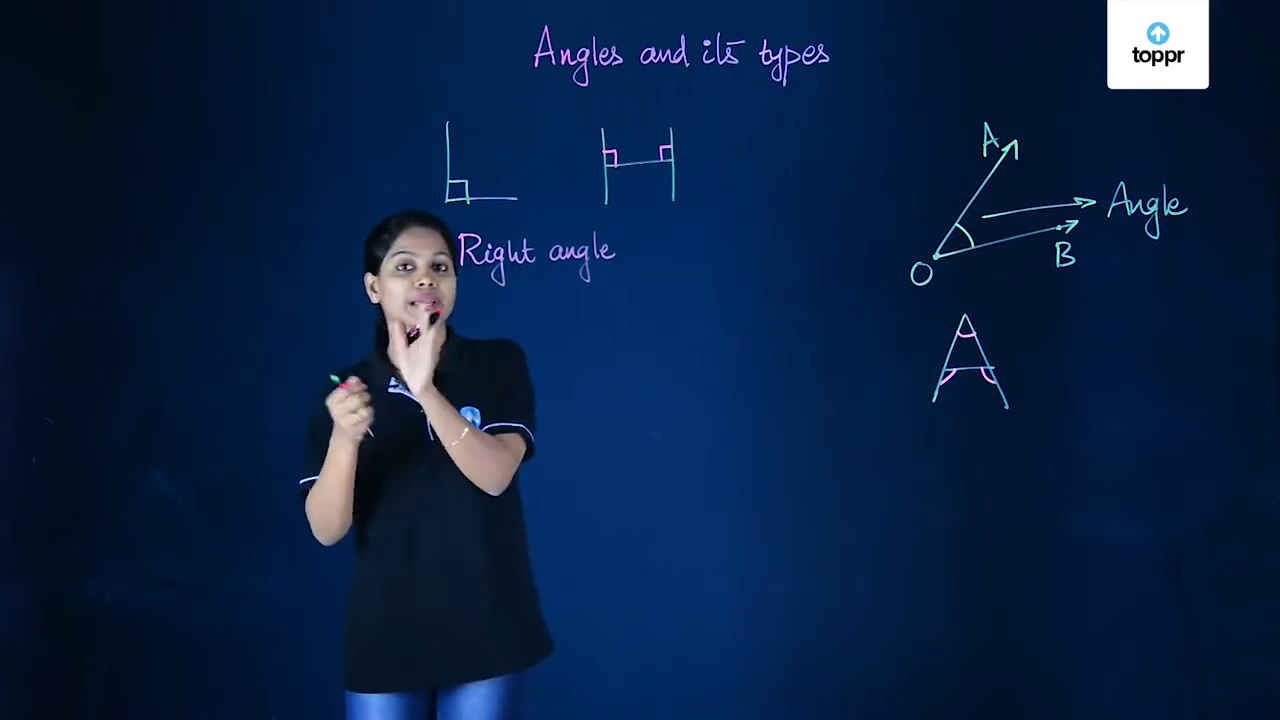 Angles and its types
toppr
A
Angle
B
O
Right angle